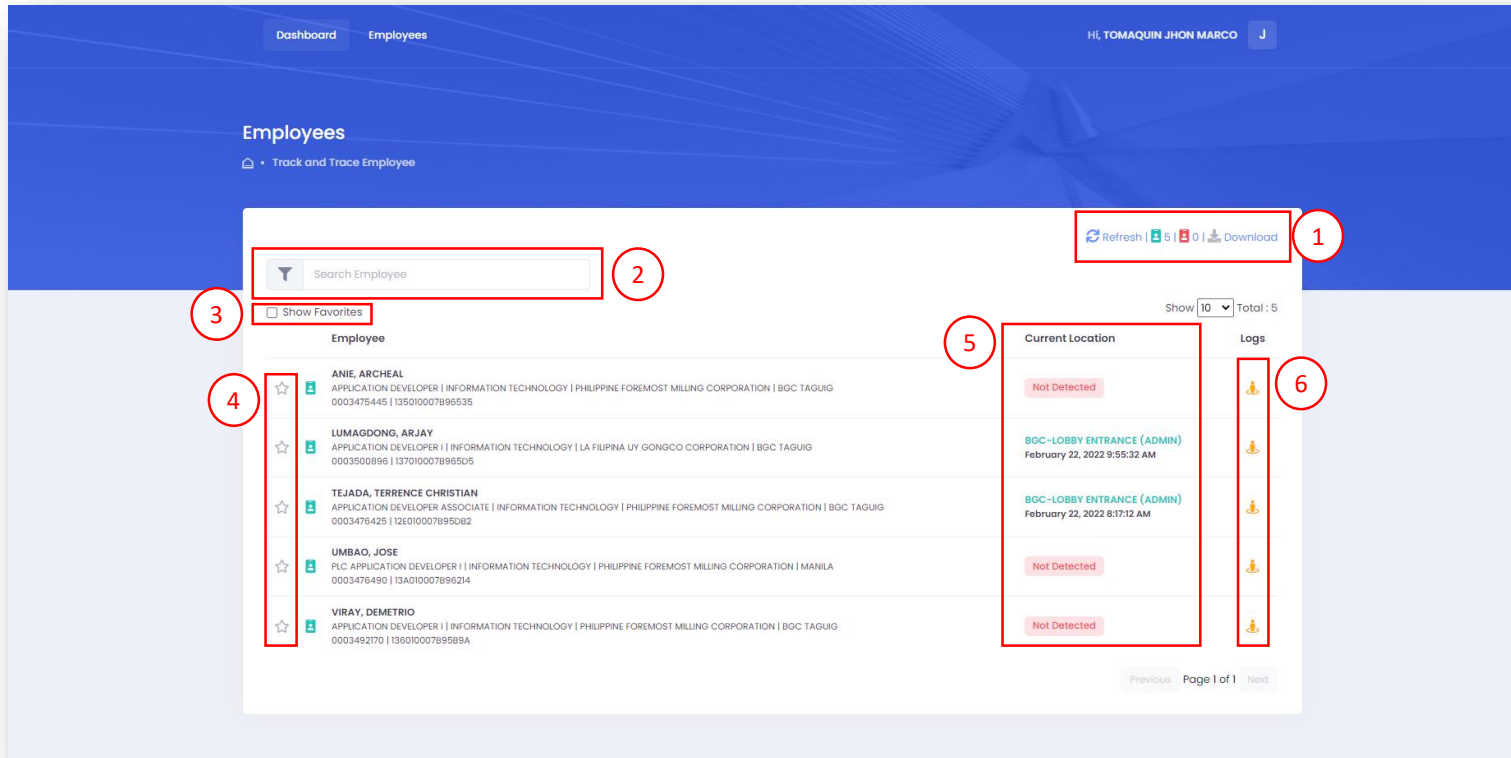 Dashboard Employees Hi, TOMAQUIN JHON MARCO J
Employees
• Track and Trace Employee
Refresh | 5 | 0 | Download 1
Search Employee 2
3 Show Favorites Show 10 Total : 5
Employee 5 Current Location Logs
ANIE, ARCHEAL
APPLICATION DEVELOPER | INFORMATION TECHNOLOGY | PHILIPPINE FOREMOST MILLING CORPORATION | BGC TAGUIG
0003475445 | 135010007B96535
4 Not Detected 6
LUMAGDONG, ARJAY
APPLICATION DEVELOPER I | INFORMATION TECHNOLOGY | LA FILIPINA UY GONGCO CORPORATION | BGC TAGUIG
0003500896 | 137010007B965D5
BGC-LOBBY ENTRANCE (ADMIN)
February 22, 2022 9:55:32 AM
TEJADA, TERRENCE CHRISTIAN
APPLICATION DEVELOPER ASSOCIATE | INFORMATION TECHNOLOGY | PHILIPPINE FOREMOST MILLING CORPORATION | BGC TAGUIG
0003476425 | 12E010007B95DB2
BGC-LOBBY ENTRANCE (ADMIN)
February 22, 2022 8:17:12 AM
UMBAO, JOSE
PLC APPLICATION DEVELOPER I | INFORMATION TECHNOLOGY | PHILIPPINE FOREMOST MILLING CORPORATION | MANILA
0003476490 | 13A010007B96214
Not Detected
VIRAY, DEMETRIO
APPLICATION DEVELOPER I | INFORMATION TECHNOLOGY | PHILIPPINE FOREMOST MILLING CORPORATION | BGC TAGUIG
0003492170 | 136010007B95B9A
Not Detected
Previous Page 1 of 1 Next